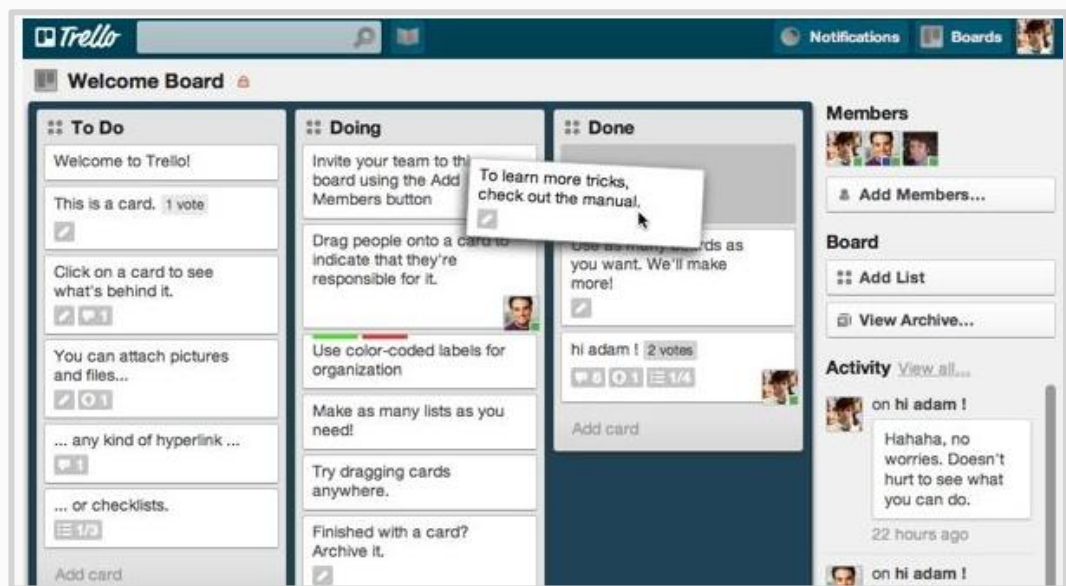 Trello
Notifications
Boards
Welcome Board
To Do
Welcome to Trello!
This is a card. 1 vote
Click on a card to see
what's behind it.
1
You can attach pictures
and files...
1
... any kind of hyperlink ...
1
... or checklists.
1/3
Add card
Doing
Invite your team to this
board using the Add
Members button
Drag people onto a card to
indicate that they're
responsible for it.
Use color-coded labels for
organization
Make as many lists as you
need!
Try dragging cards
anywhere.
Finished with a card?
Archive it.
To learn more tricks,
check out the manual.
Done
Use as many boards as
you want. We'll make
more!
hi adam ! 2 votes
6 1 1/4
Add card
Members
Add Members...
Board
Add List
View Archive...
Activity View all...
on hi adam !
Hahaha, no
worries. Doesn't
hurt to see what
you can do.
22 hours ago
on hi adam !